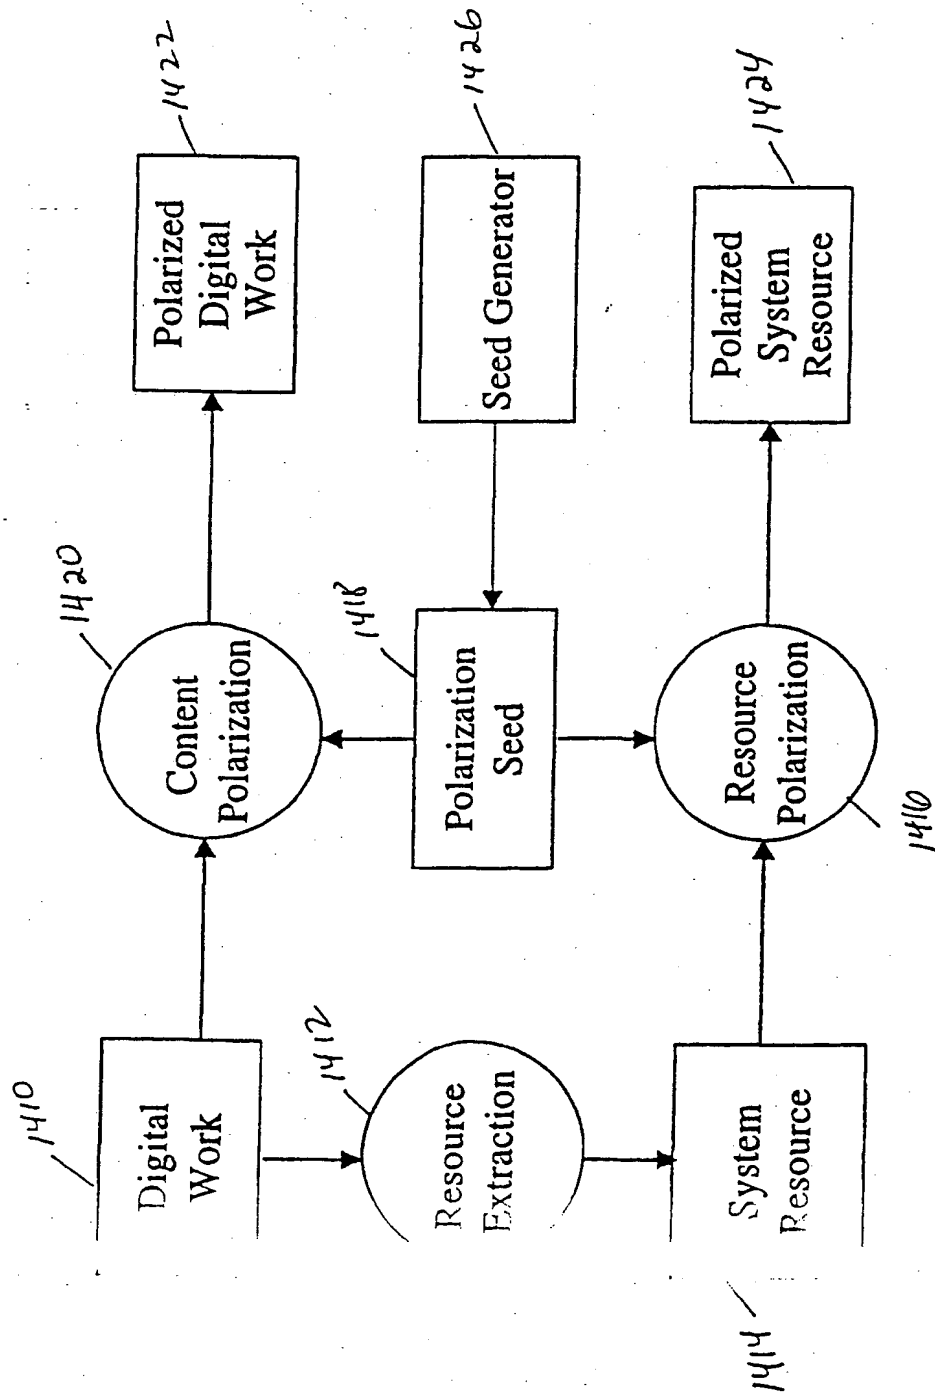 1410
Digital
Work
1420
Content
Polarization
1422
Polarized
Digital
Work
1412
Resource
Extraction
1418
Polarization
Seed
1426
Seed Generator
1414
System
Resource
1416
Resource
Polarization
1424
Polarized
System
Resource